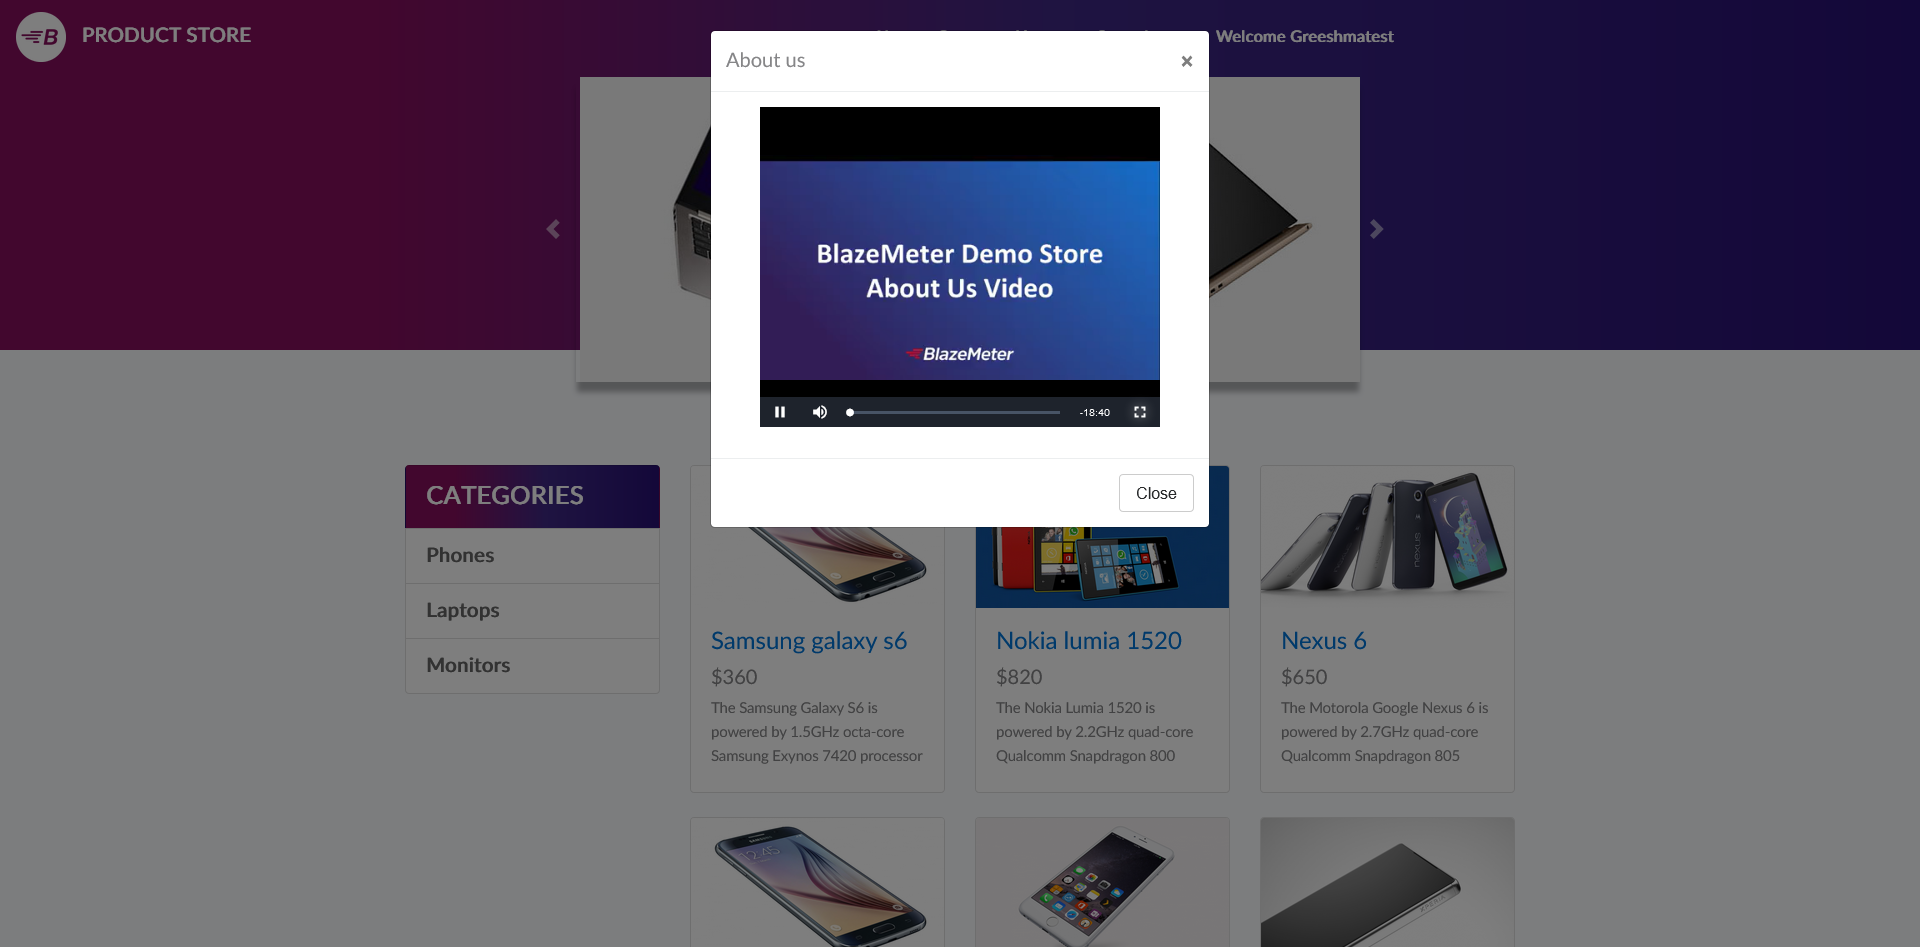 B PRODUCT STORE
Welcome Greeshmatest
About us
×
BlazeMeter Demo Store
About Us Video
BlazeMeter
-18:40
Close
CATEGORIES
Phones
Laptops
Monitors
Samsung galaxy s6
$360
The Samsung Galaxy S6 is
powered by 1.5GHz octa-core
Samsung Exynos 7420 processor
Nokia lumia 1520
$820
The Nokia Lumia 1520 is
powered by 2.2GHz quad-core
Qualcomm Snapdragon 800
nexus
Nexus 6
$650
The Motorola Google Nexus 6 is
powered by 2.7GHz quad-core
Qualcomm Snapdragon 805
12:45